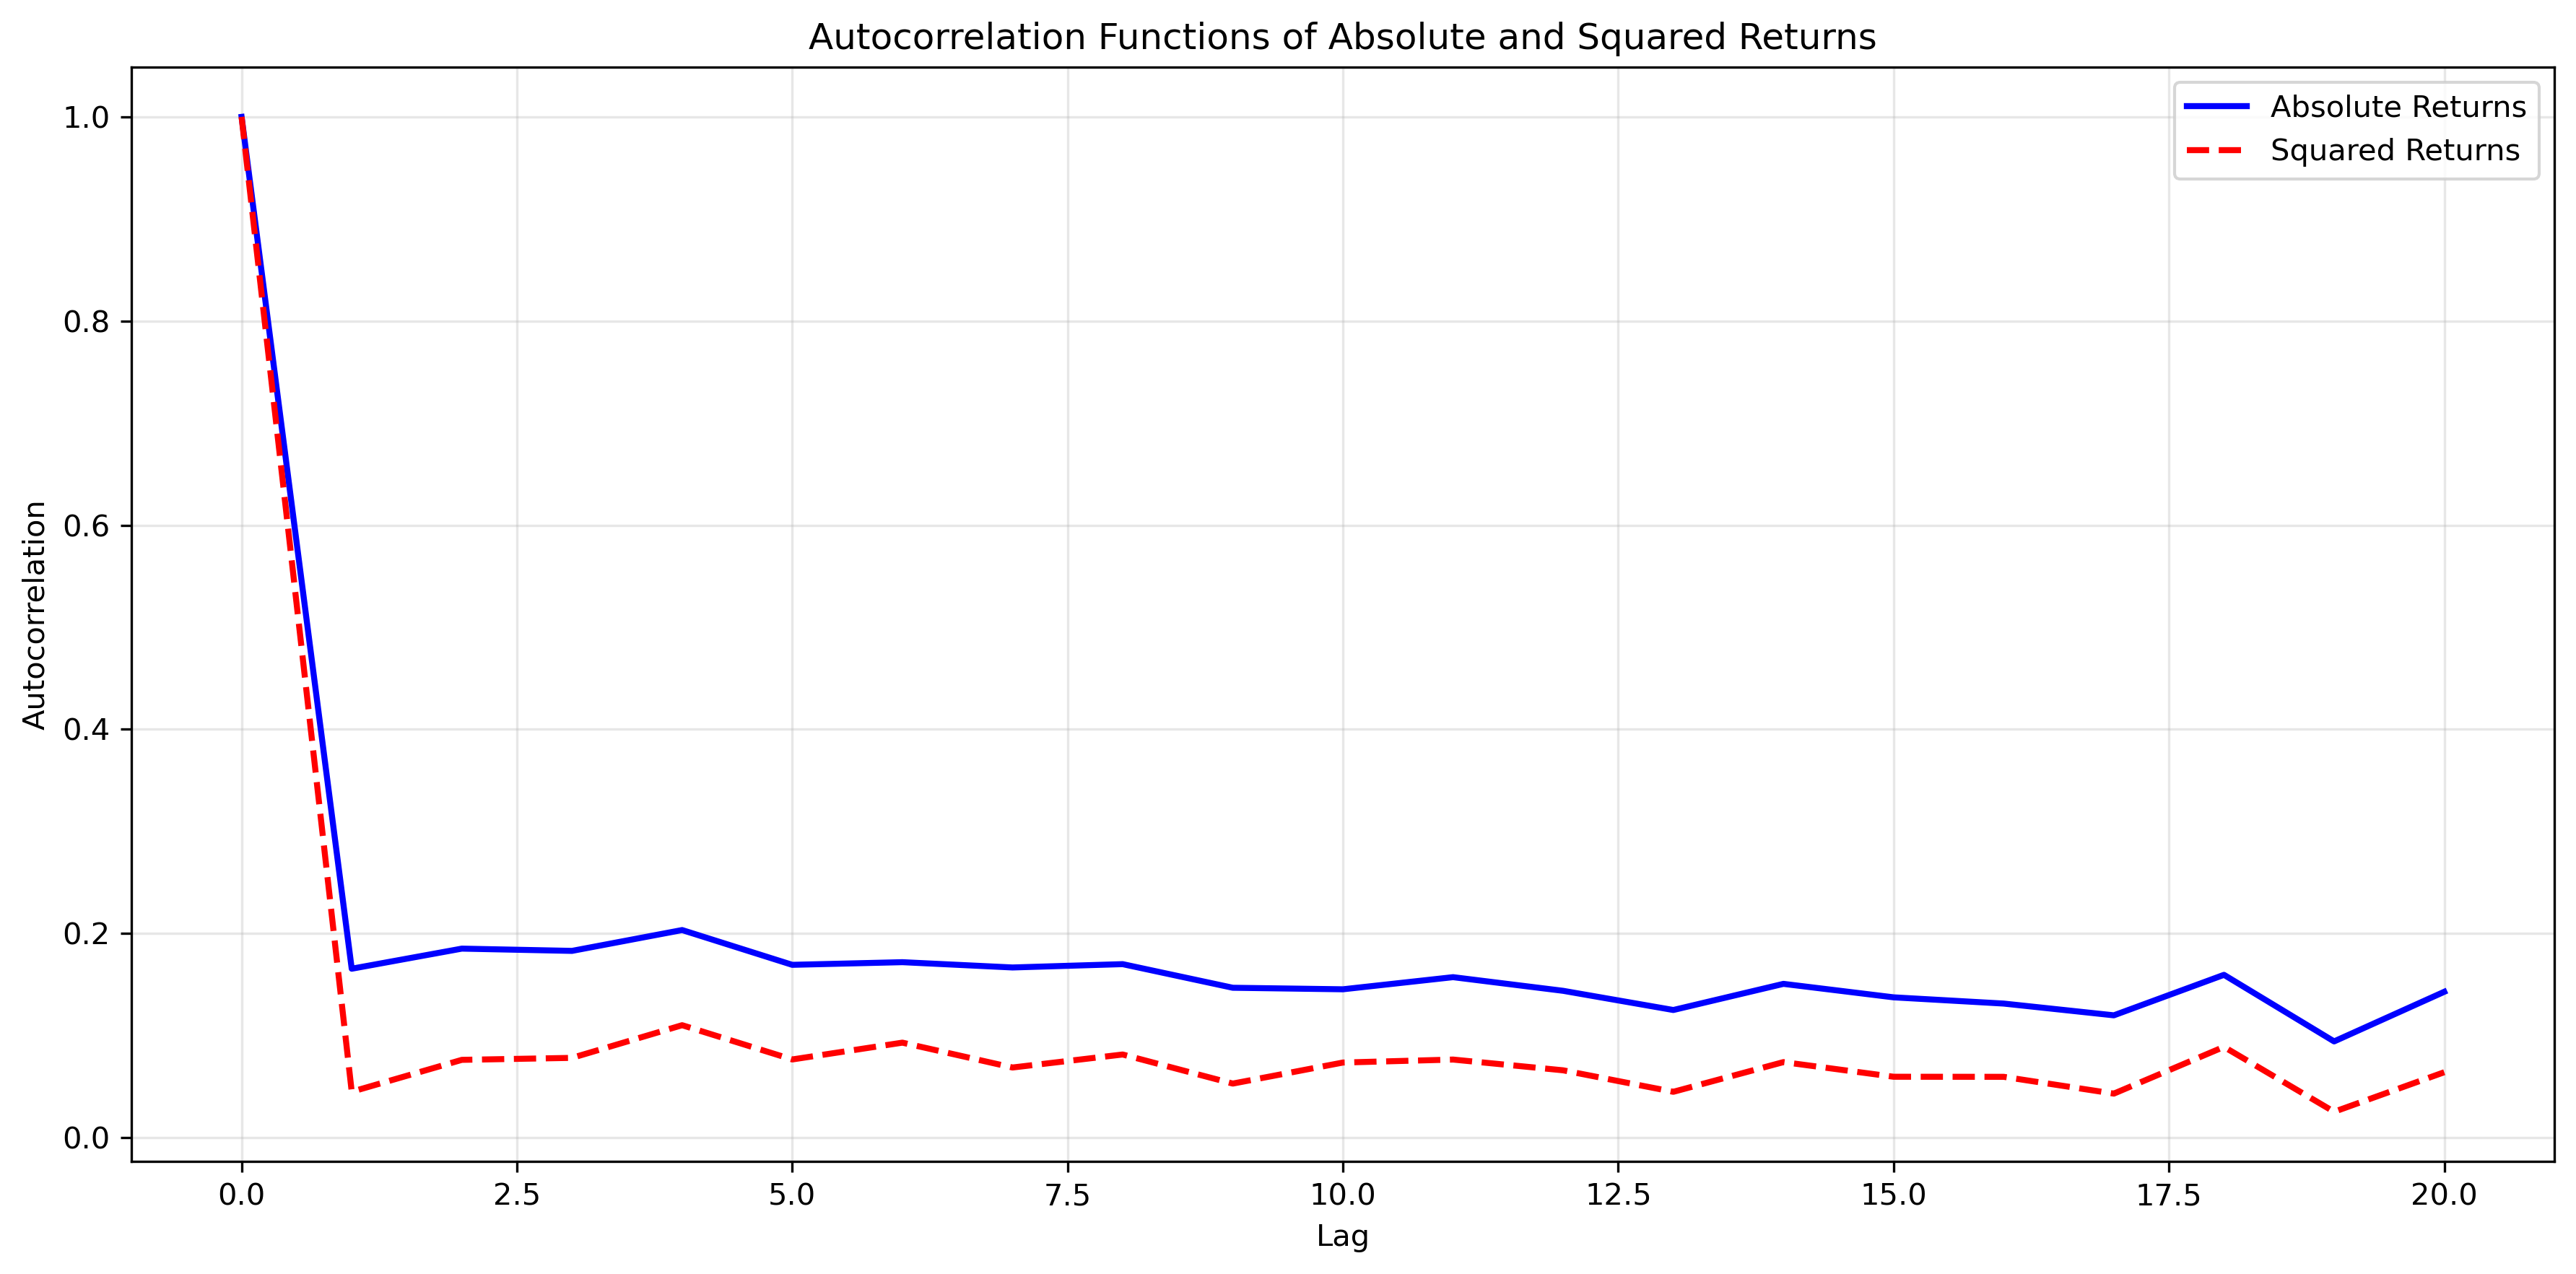 Autocorrelation Functions of Absolute and Squared Returns
Absolute Returns
Squared Returns
Autocorrelation
1.0
0.8
0.6
0.4
0.2
0.0
0.0 2.5 5.0 7.5 10.0 12.5 15.0 17.5 20.0
Lag